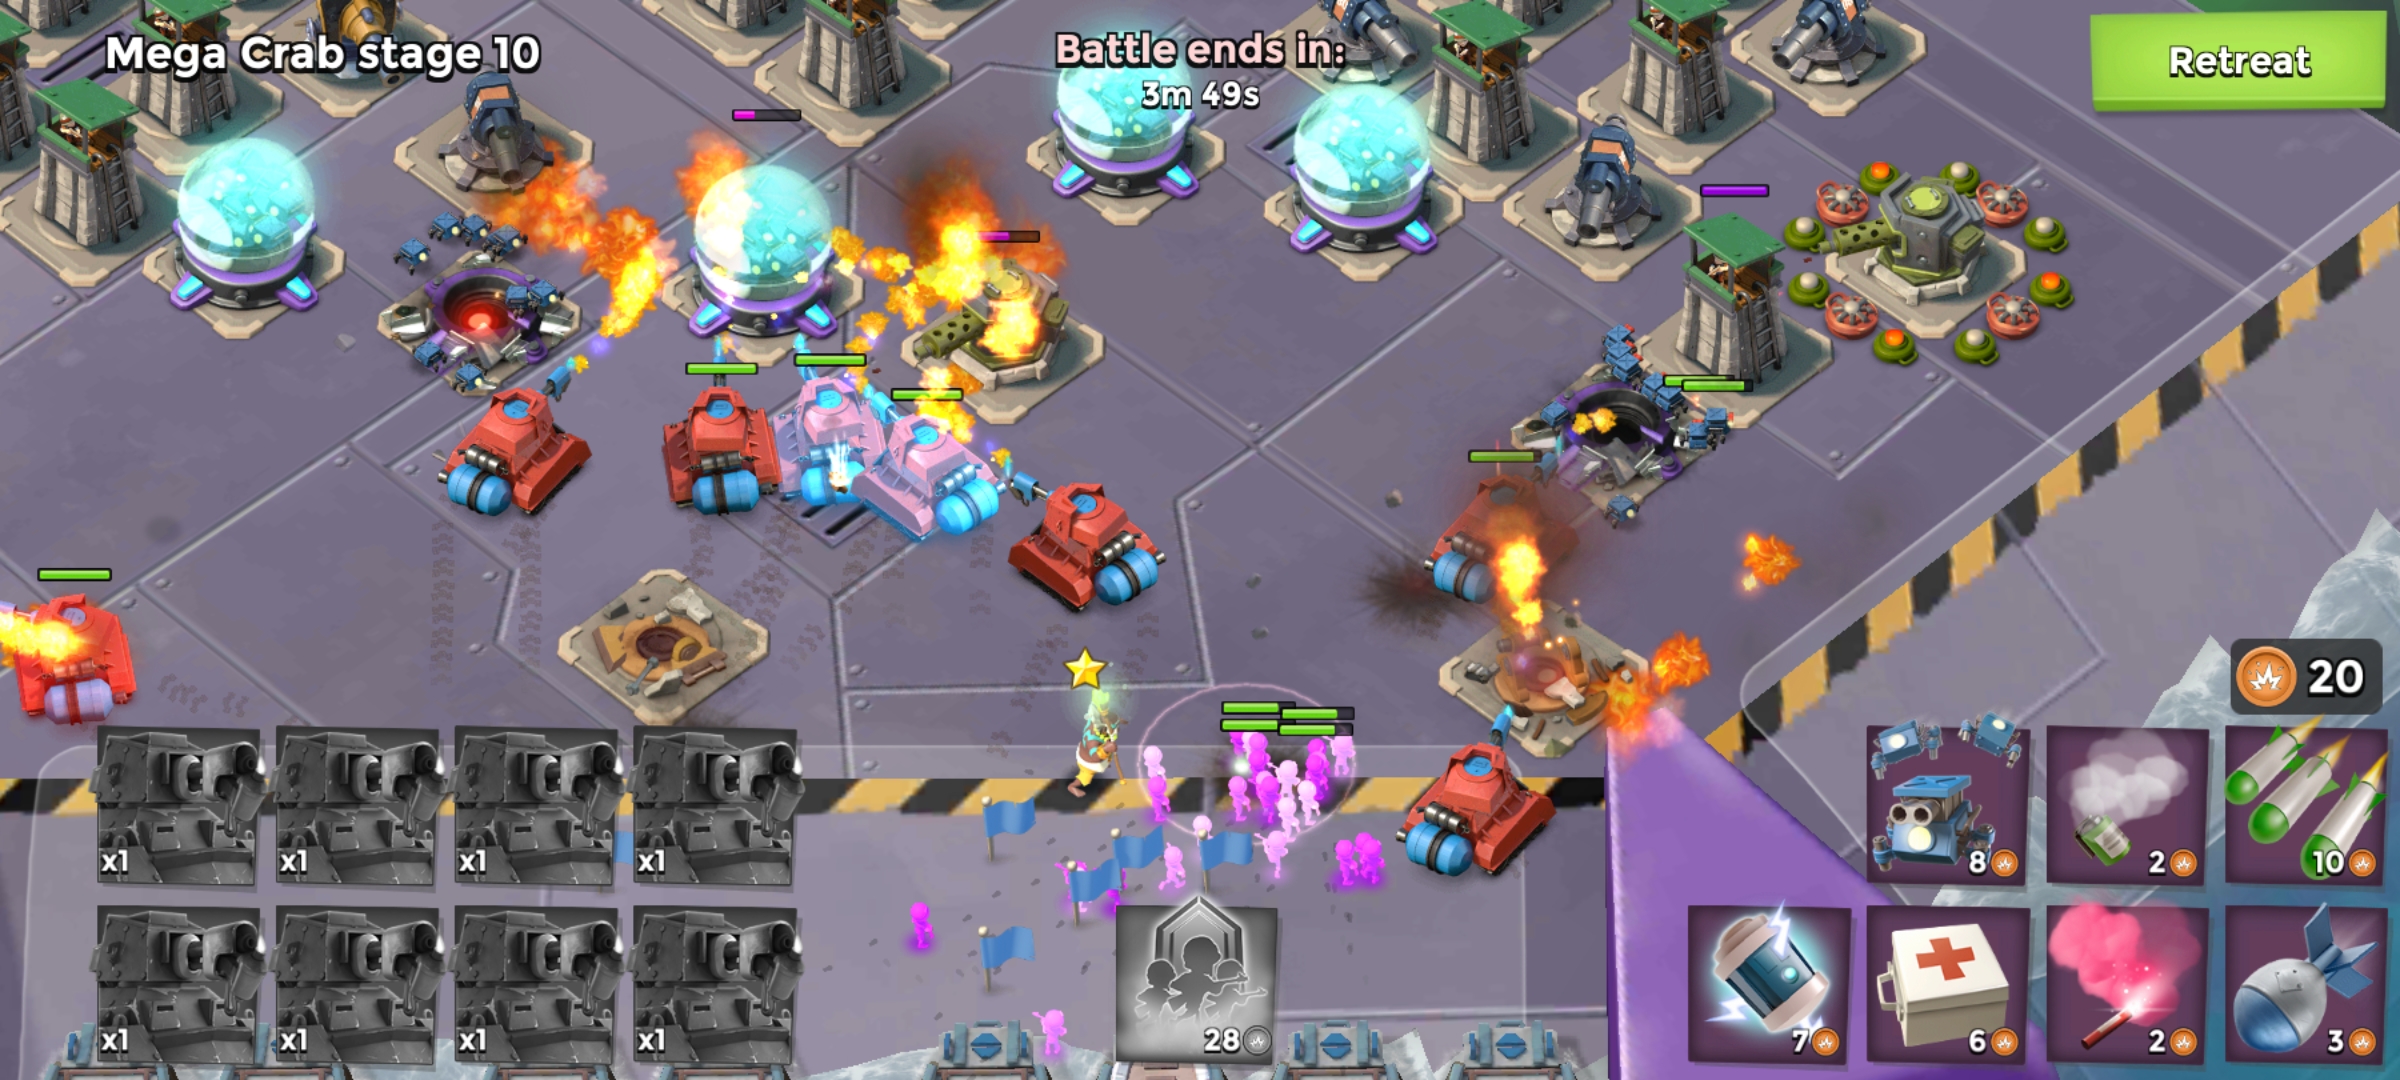 Mega Crab stage 10
Battle ends in:
3m 49s
Retreat
20
x1
x1
x1
x1
8
2
10
x1
x1
x1
x1
28
7
6
2
3